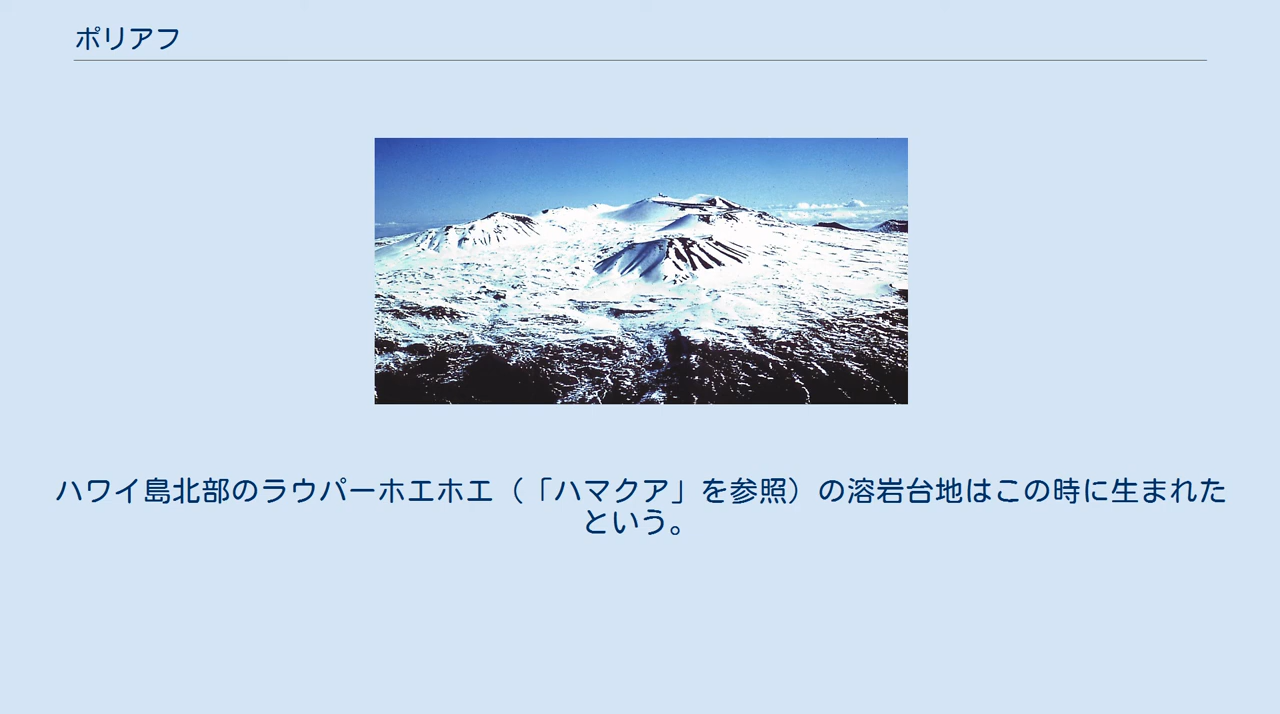 ポリアフ
ハワイ島北部のラウパーホエホエ（「ハマクア」を参照）の溶岩台地はこの時に生まれた
という。